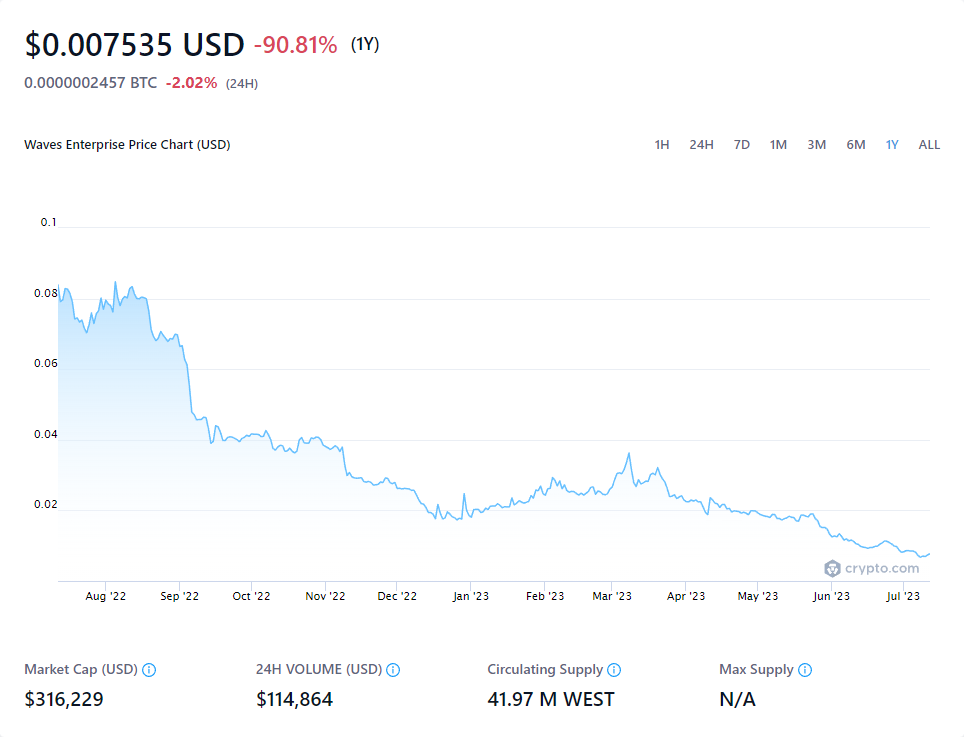 $0.007535 USD -90.81% (1Y)
0.0000002457 BTC -2.02% (24H)
Waves Enterprise Price Chart (USD) 1H 24H 7D 1M 3M 6M 1Y ALL
0.1
0.08
0.06
0.04
0.02
crypto.com
Aug '22 Sep '22 Oct '22 Nov '22 Dec '22 Jan '23 Feb '23 Mar '23 Apr '23 May '23 Jun '23 Jul '23
Market Cap (USD) 24H VOLUME (USD) Circulating Supply Max Supply
$316,229 $114,864 41.97 M WEST N/A